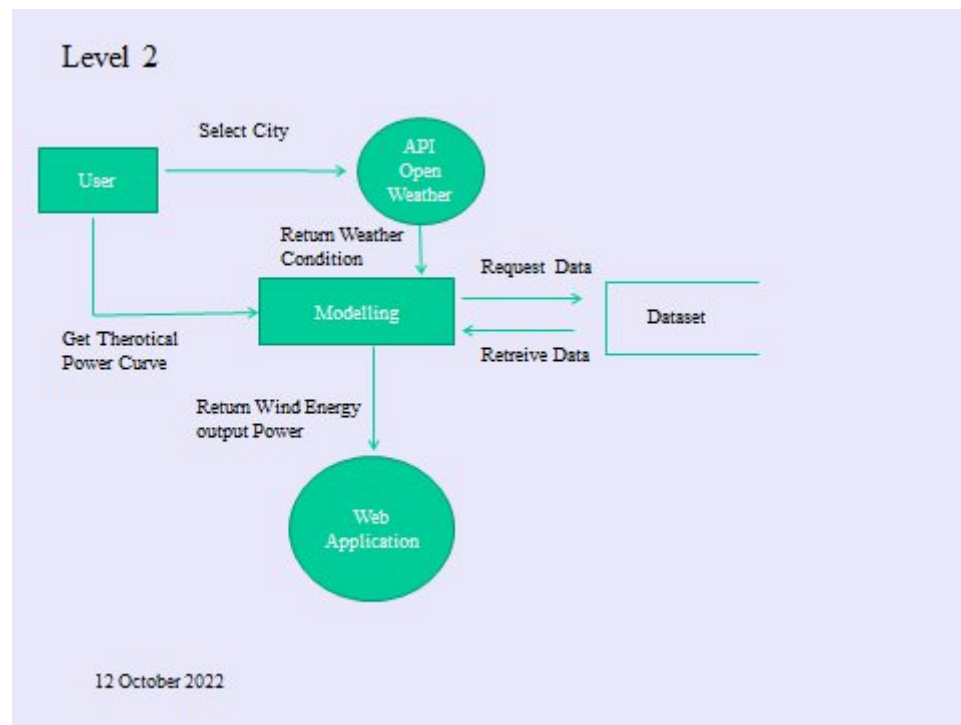 Level 2
Select City
API
Open
Weather
User
Return Weather
Condition
Request Data
Modelling
Dataset
Get Therotical
Power Curve
Retreive Data
Return Wind Energy
output Power
Web
Application
12 October 2022